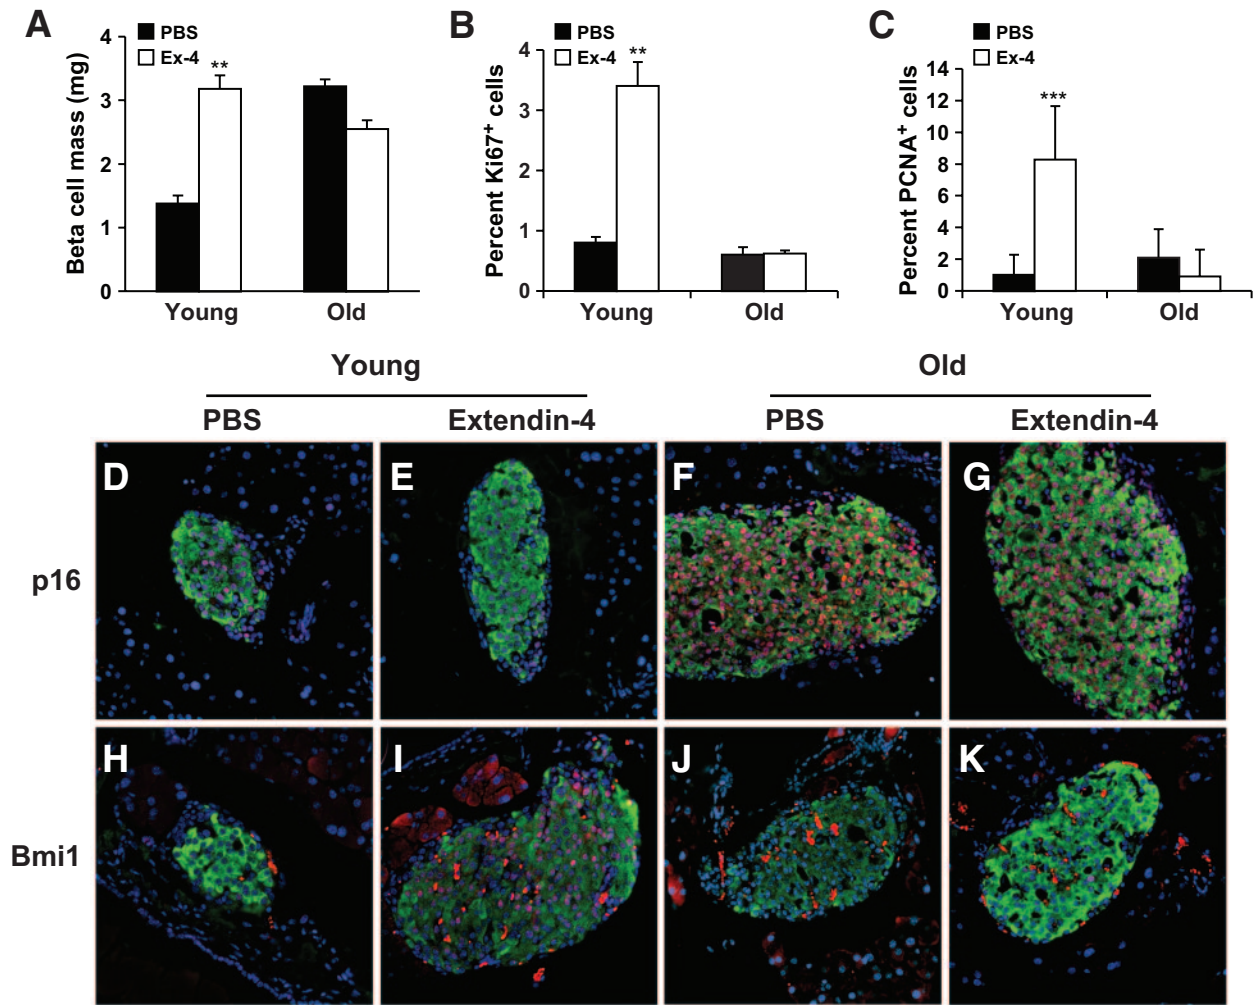 A
PBS
Ex-4
Beta cell mass (mg)
4
3
2
1
0
**
Young
Old
B
PBS
Ex-4
Percent Ki67+ cells
4
3
2
1
0
**
Young
Old
C
PBS
Ex-4
Percent PCNA+ cells
14
12
10
8
6
4
2
0
***
Young
Old
Young
Old
PBS
Extendin-4
PBS
Extendin-4
p16
D
E
F
G
Bmi1
H
I
J
K